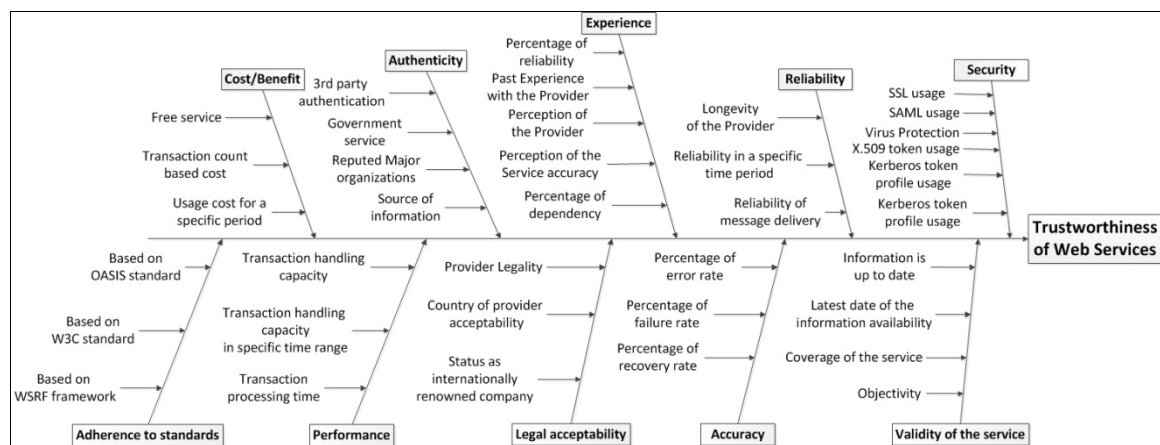 Experience
Percentage of
reliability
Past Experience
with the Provider
Perception of
the Provider
Perception of the
Service accuracy
Percentage of
dependency
Authenticity
3rd party
authentication
Government
service
Reputed Major
organizations
Source of
information
Cost/Benefit
Free service
Transaction count
based cost
Usage cost for a
specific period
Reliability
Longevity
of the Provider
Reliability in a specific
time period
Reliability of
message delivery
Security
SSL usage
SAML usage
Virus Protection
X.509 token usage
Kerberos token
profile usage
Kerberos token
profile usage
Trustworthiness
of Web Services
Based on
OASIS standard
Based on
W3C standard
Based on
WSRF framework
Adherence to standards
Transaction handling
capacity
Transaction handling
capacity
in specific time range
Transaction
processing time
Performance
Provider Legality
Country of provider
acceptability
Status as
internationally
renowned company
Legal acceptability
Percentage of
error rate
Percentage of
failure rate
Percentage of
recovery rate
Accuracy
Information is
up to date
Latest date of the
information availability
Coverage of the service
Objectivity
Validity of the service